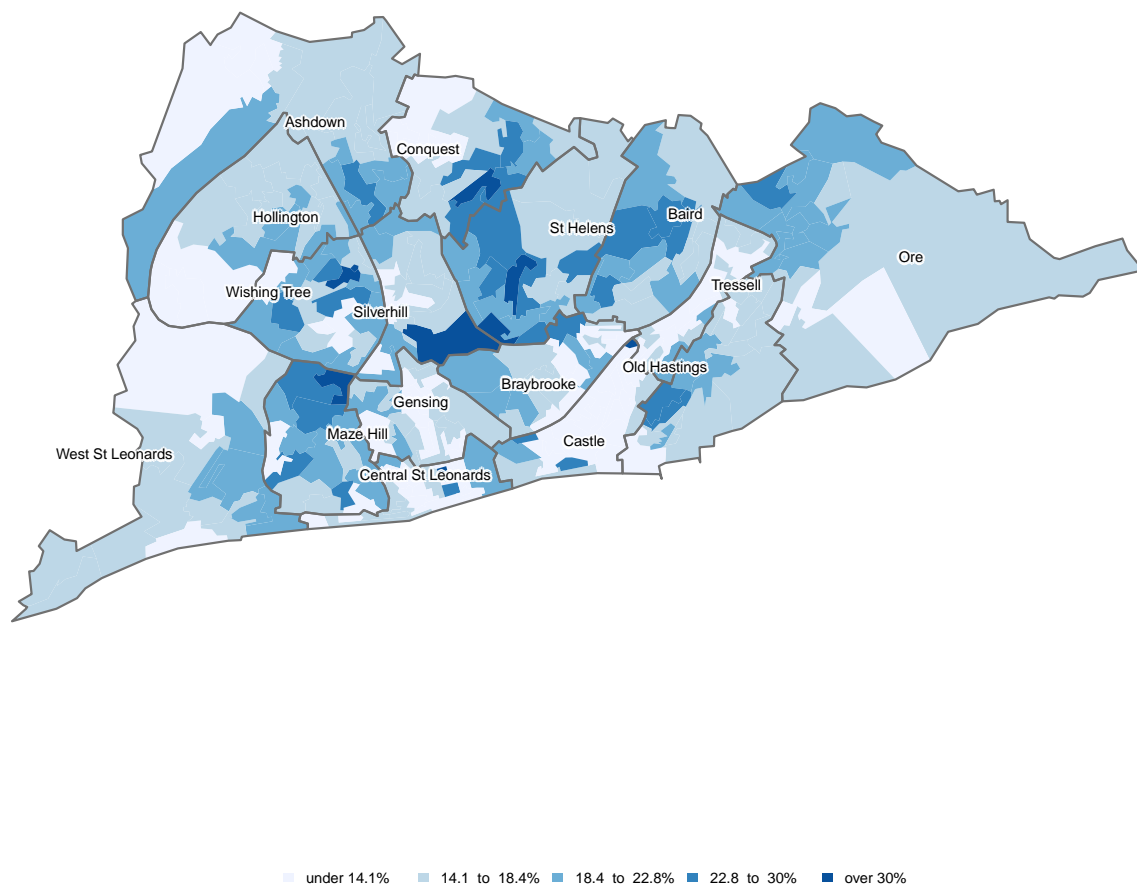 Ashdown
Conquest
Hollington
Baird
St Helens
Ore
Wishing Tree
Tressell
Silverhill
Old Hastings
Braybrooke
Gensing
Maze Hill
Castle
West St Leonards
Central St Leonards
under 14.1% 14.1 to 18.4% 18.4 to 22.8% 22.8 to 30% over 30%